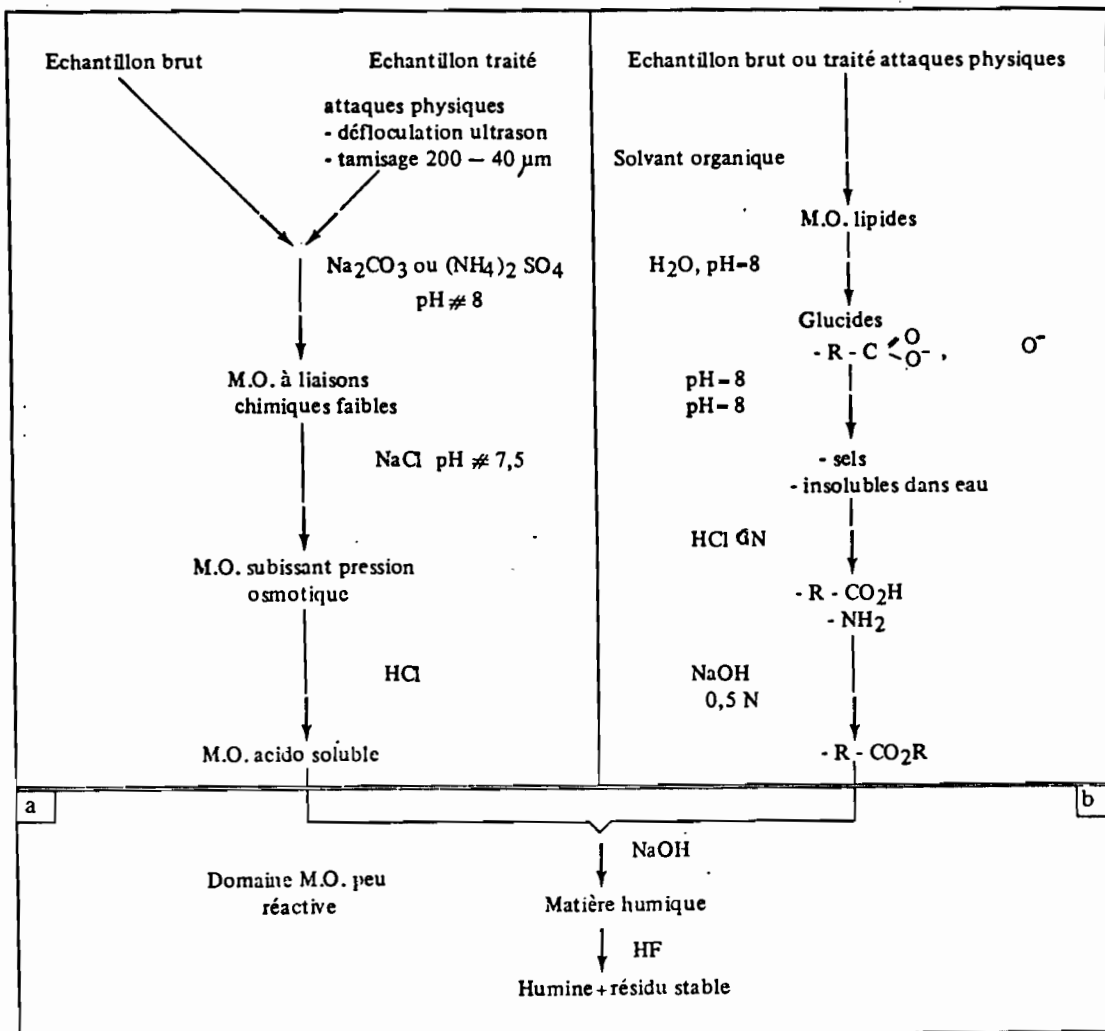 Echantillon brut
Echantillon traité
attaques physiques
- défloculation ultrason
- tamisage 200 – 40 µm
Na2CO3 ou (NH4)2 SO4
pH ≠ 8
M.O. à liaisons
chimiques faibles
NaCl pH ≠ 7,5
M.O. subissant pression
osmotique
HCl
M.O. acido soluble
a
Echantillon brut ou traité attaques physiques
Solvant organique
M.O. lipides
H2O, pH=8
Glucides
- R - C O O⁻ , O⁻
pH=8
pH=8
- sels
- insolubles dans eau
HCl N
- R - CO2H
- NH2
NaOH
0,5 N
- R - CO2R
b
NaOH
Domaine M.O. peu
réactive
Matière humique
HF
Humine + résidu stable